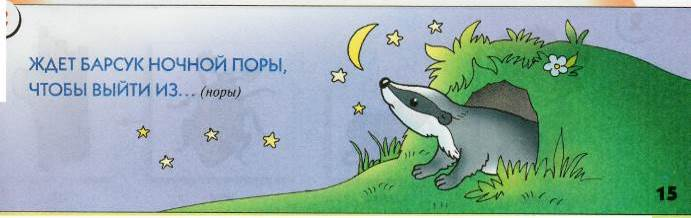 ЖДЕТ БАРСУК НОЧНОЙ ПОРЫ,
ЧТОБЫ ВЫЙТИ ИЗ... (норы)
15